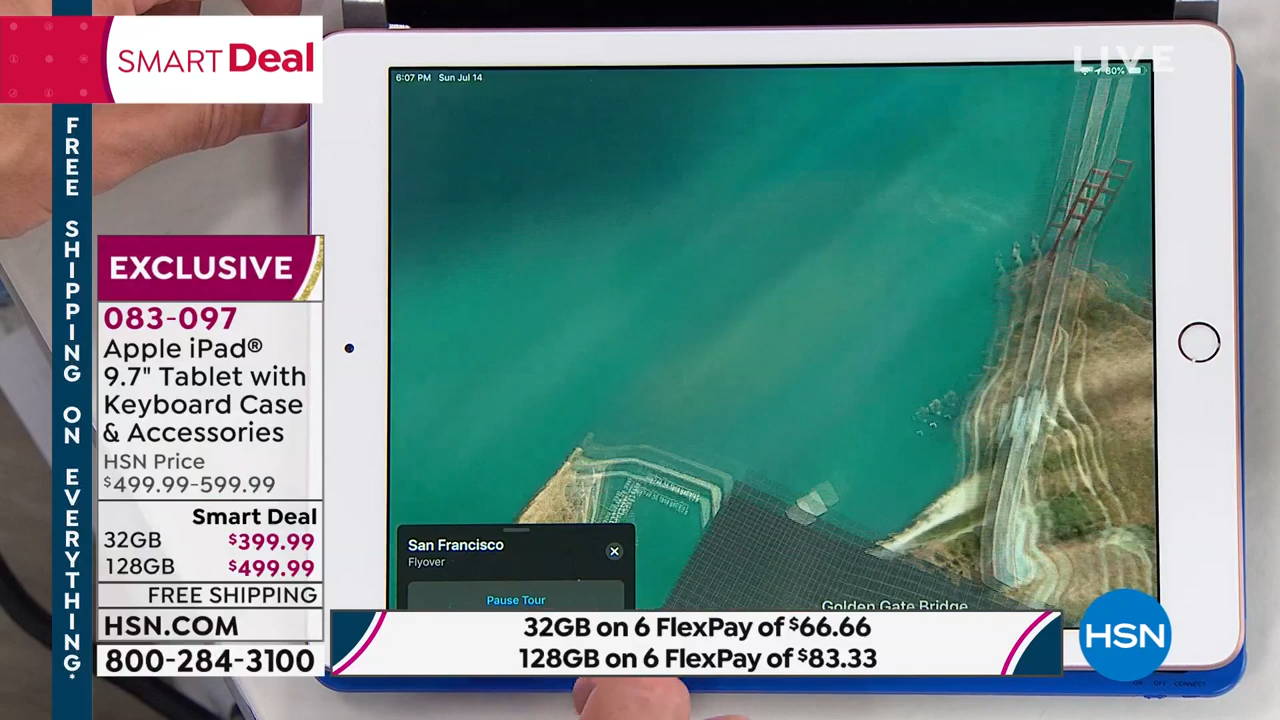 SMART Deal
FREE SHIPPING ON EVERYTHING.*
EXCLUSIVE
083-097
Apple iPad®
9.7" Tablet with
Keyboard Case
& Accessories
HSN Price
$499.99-599.99
Smart Deal
32GB $399.99
128GB $499.99
FREE SHIPPING
HSN.COM
800-284-3100
LIVE
6:07 PM Sun Jul 14
80%
San Francisco
Flyover
Pause Tour
Golden Gate Bridge
32GB on 6 FlexPay of $66.66
128GB on 6 FlexPay of $83.33
HSN
ON OFF CONNECT